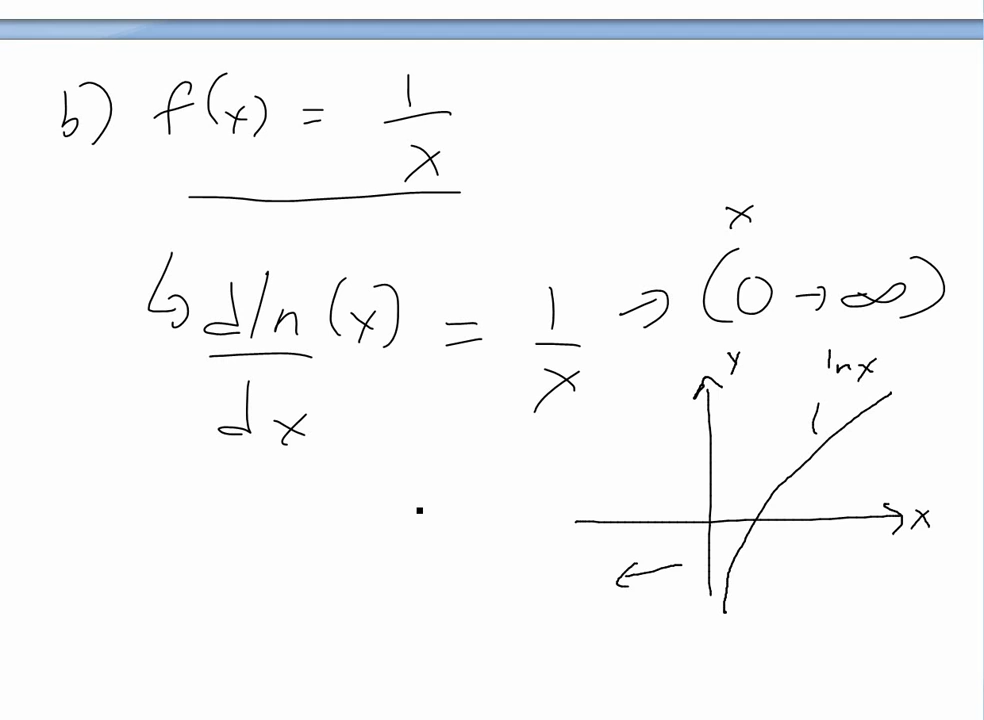 b) f(x) = 1/x
↳ d ln(x)/dx = 1/x → x (0 → ∞)
y
ln x
x